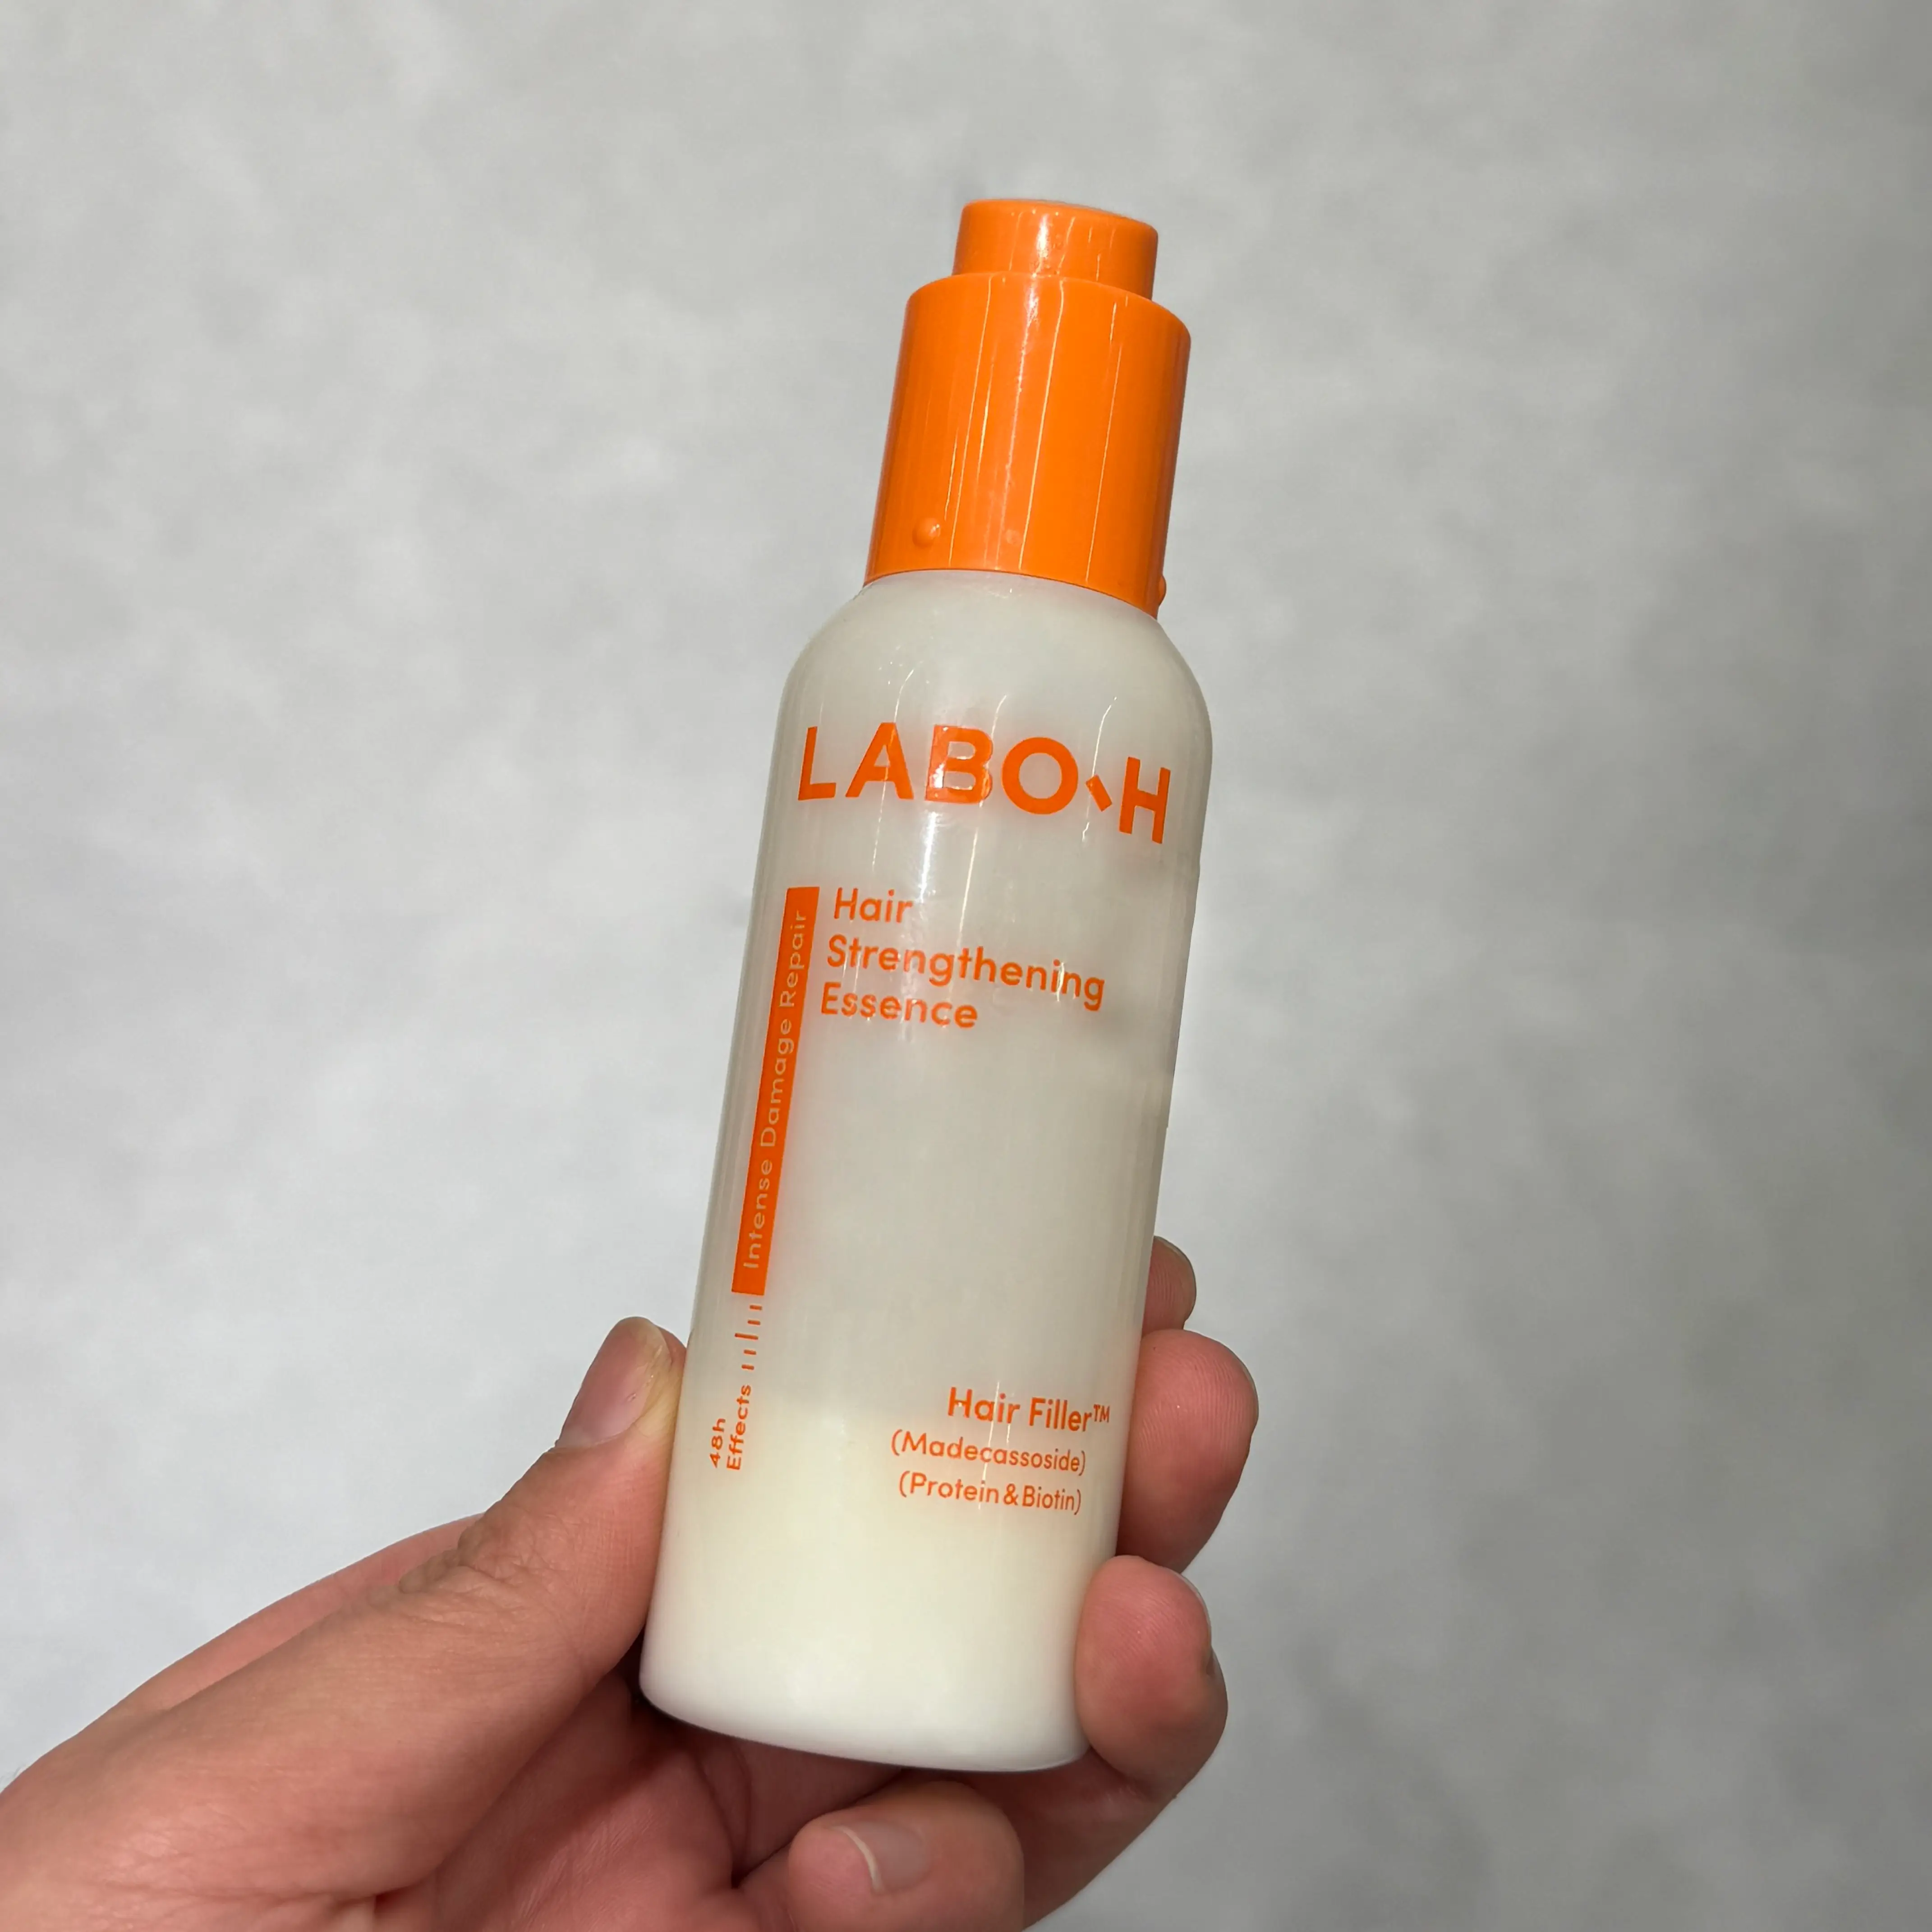 LABO-H
Hair
Strengthening
Essence
Intense Damage Repair
48h
Effects
Hair Filler™
(Madecassoside)
(Protein & Biotin)